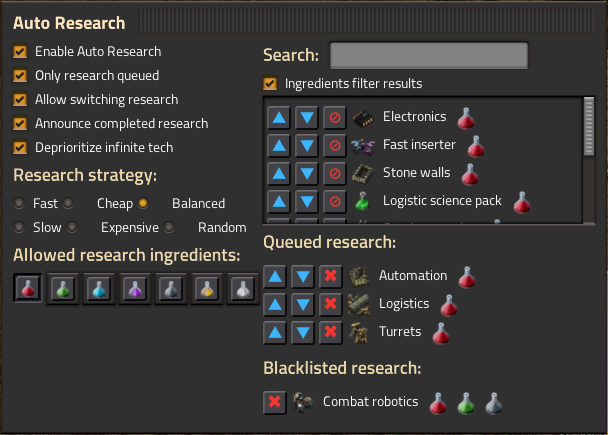 Auto Research
Enable Auto Research
Only research queued
Allow switching research
Announce completed research
Deprioritize infinite tech
Research strategy:
Fast Cheap Balanced
Slow Expensive Random
Allowed research ingredients:
Search:
Ingredients filter results
Electronics
Fast inserter
Stone walls
Logistic science pack
Queued research:
Automation
Logistics
Turrets
Blacklisted research:
Combat robotics